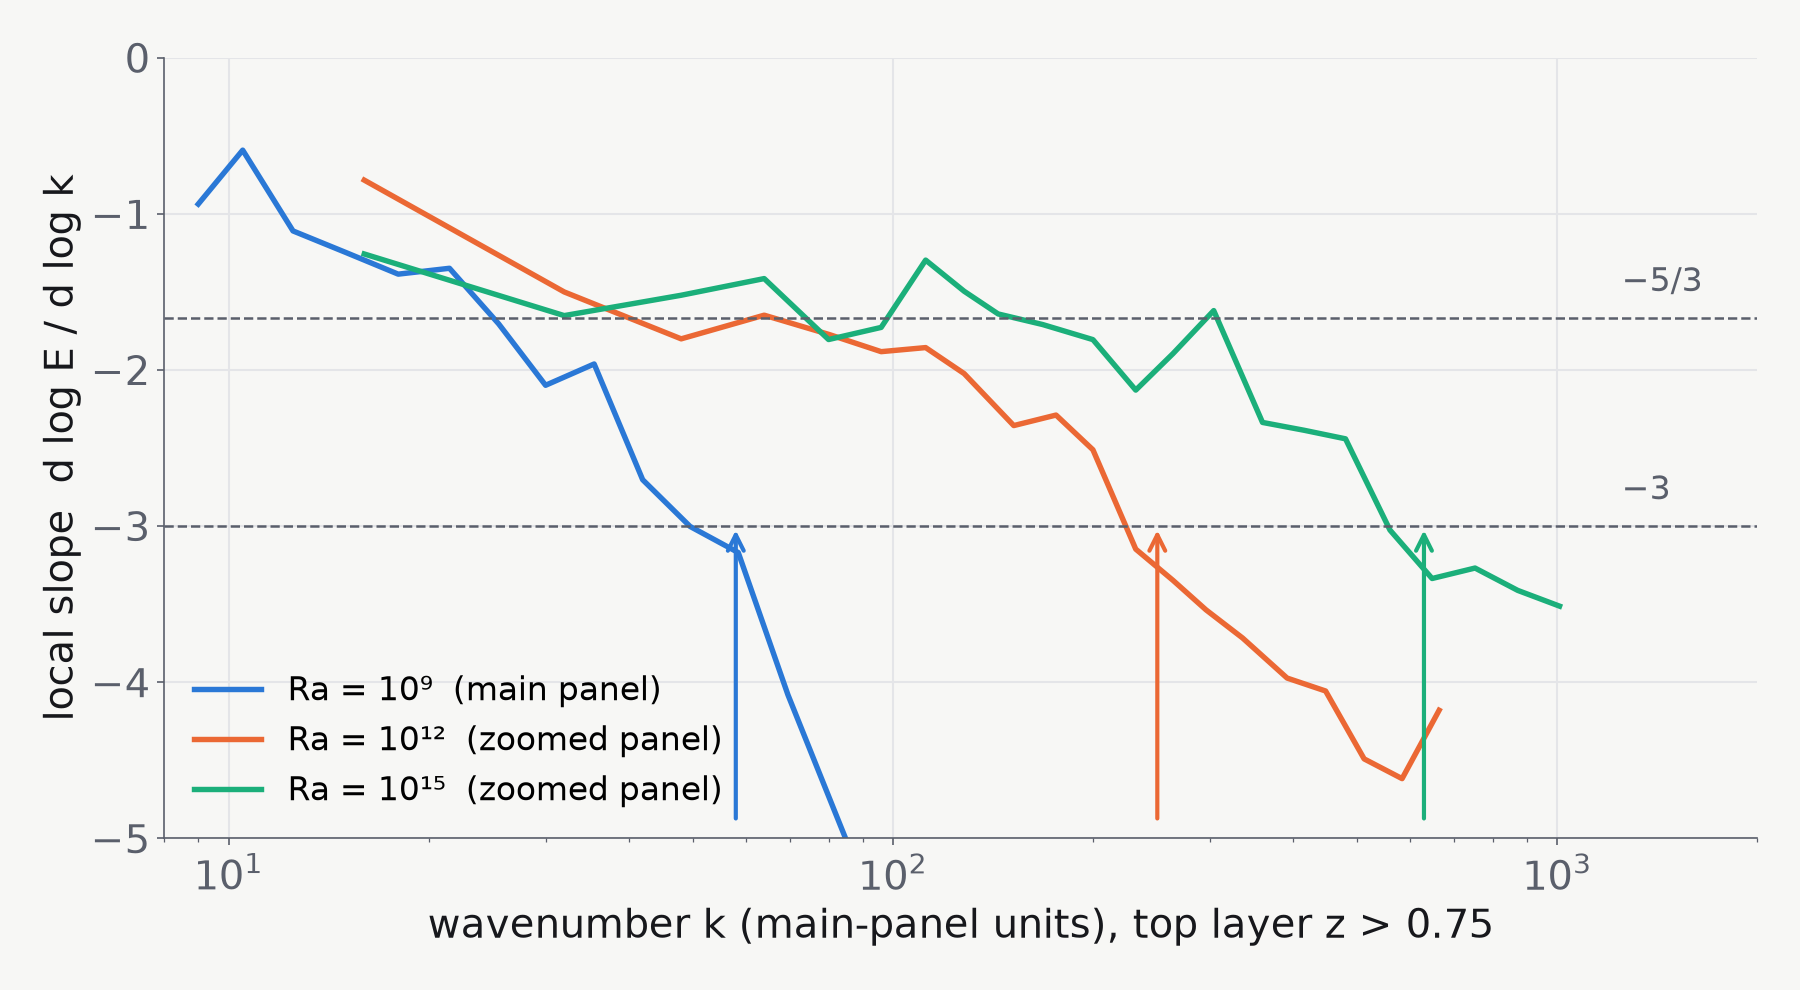 0
−1
−2
−3
−4
−5
local slope  d log E / d log k
−5/3
−3
Ra = 10⁹  (main panel)
Ra = 10¹²  (zoomed panel)
Ra = 10¹⁵  (zoomed panel)
10¹ 10² 10³
wavenumber k (main-panel units), top layer z > 0.75